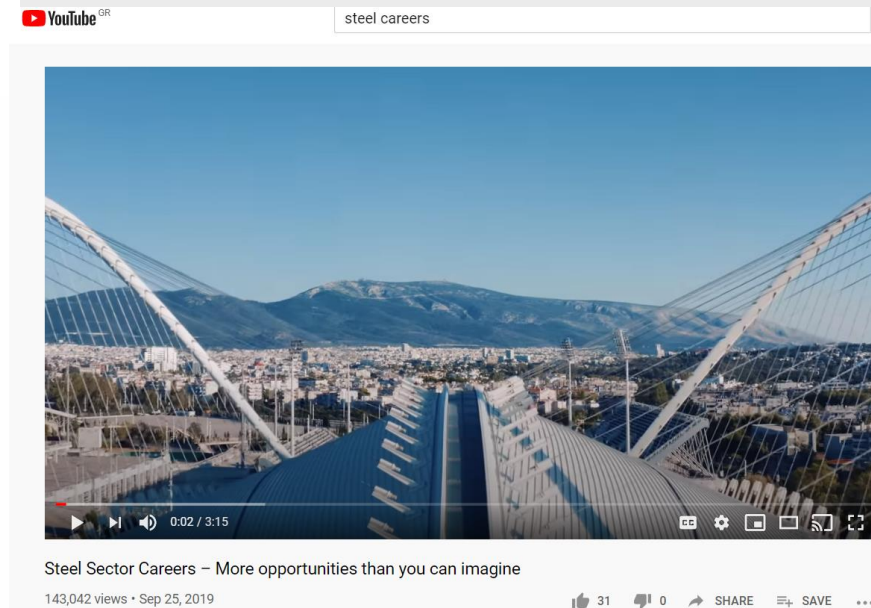 YouTube GR
steel careers
0:02 / 3:15
CC
Steel Sector Careers – More opportunities than you can imagine
143,042 views • Sep 25, 2019
31 0 SHARE SAVE